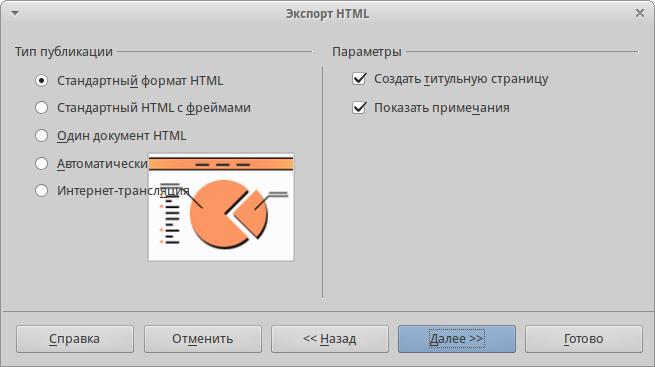 Экспорт HTML
Тип публикации
Стандартный формат HTML
Стандартный HTML с фреймами
Один документ HTML
Автоматически
Интернет-трансляция
Параметры
Создать титульную страницу
Показать примечания
Справка
Отменить
<< Назад
Далее >>
Готово